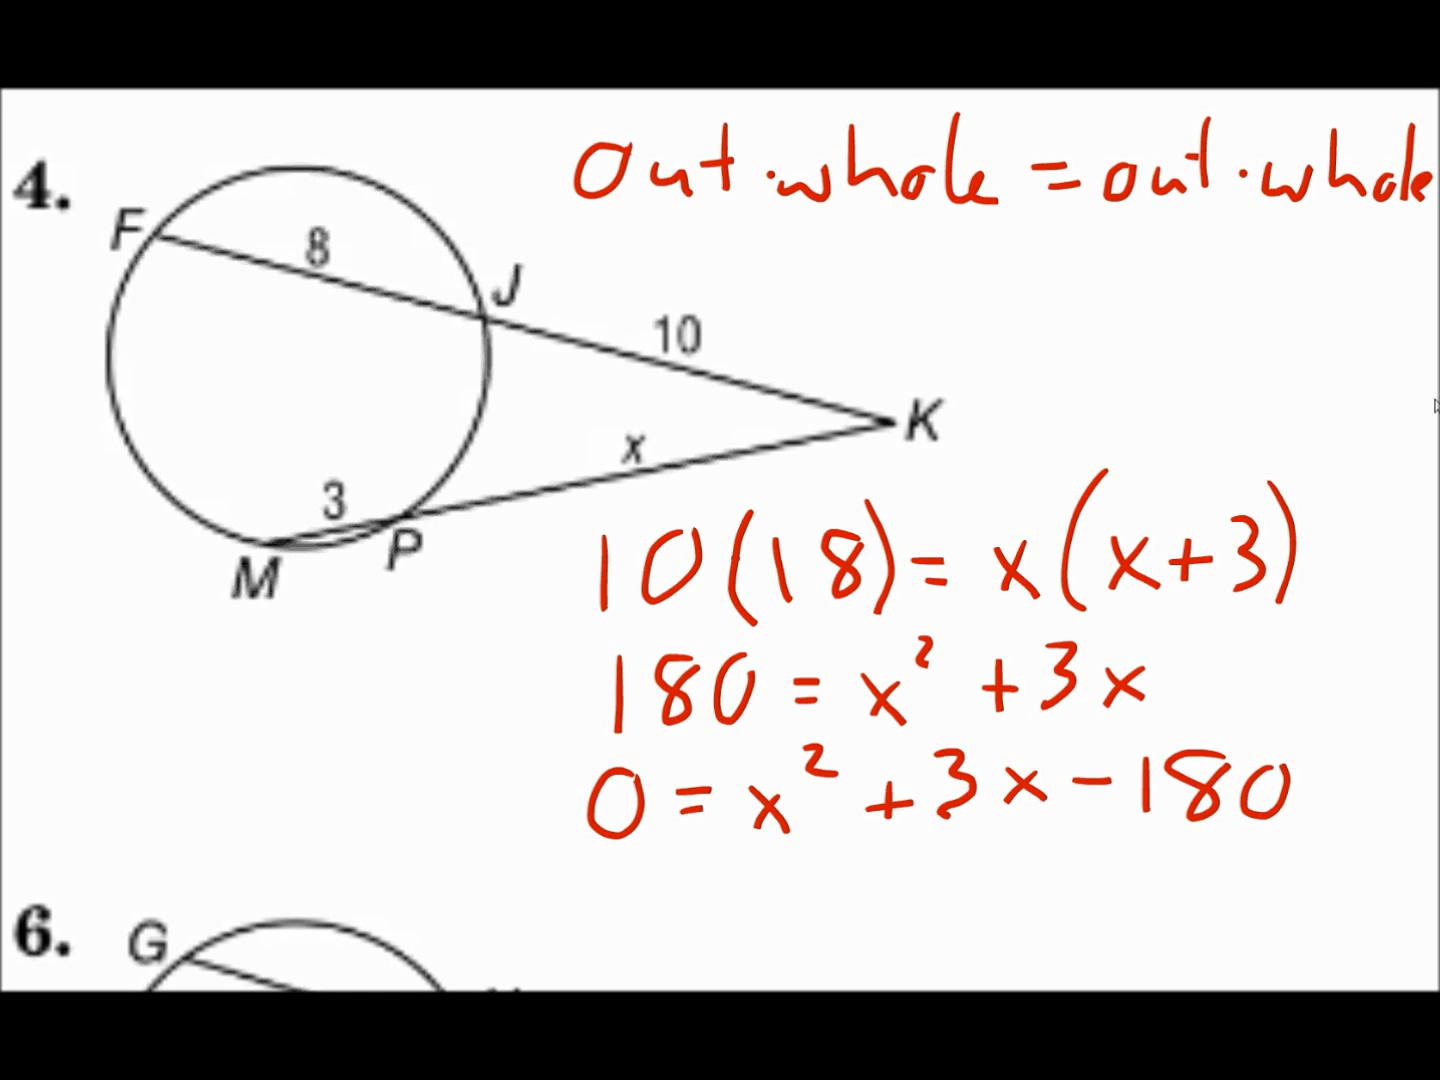 out · whole = out · whole
4.
F
8
J
10
K
x
3
M
P
10(18) = x(x+3)
180 = x² + 3x
0 = x² + 3x - 180
6.
G